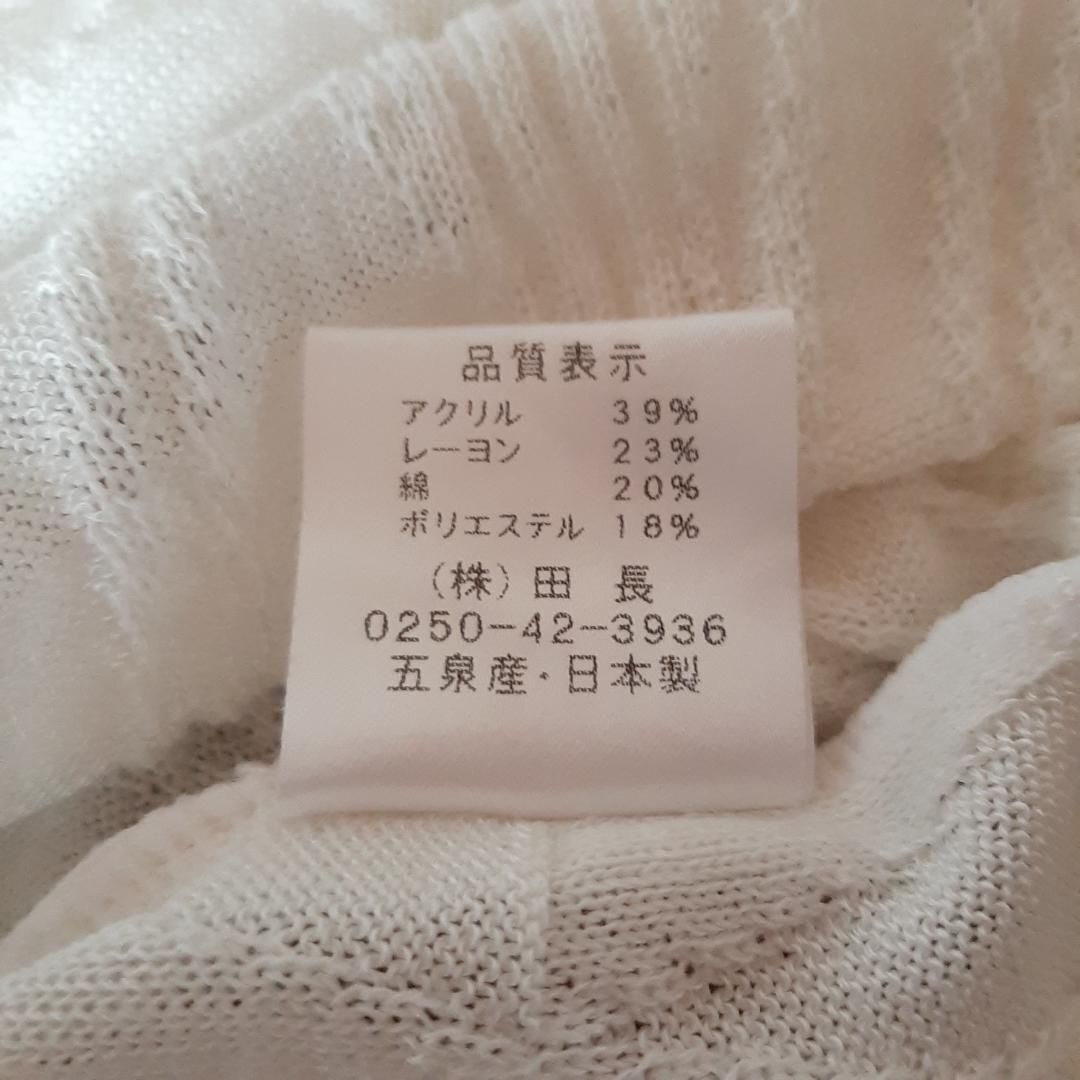 品質表示
アクリル 39%
レーヨン 23%
綿 20%
ポリエステル 18%
(株)田 長
0250-42-3936
五泉産・日本製